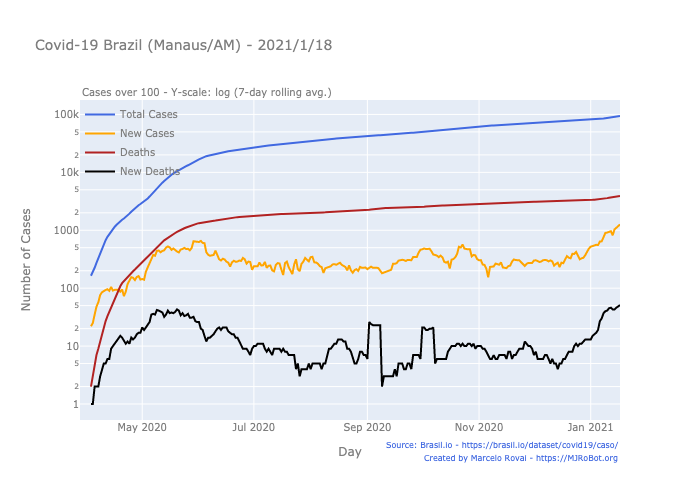 Covid-19 Brazil (Manaus/AM) - 2021/1/18
Cases over 100 - Y-scale: log (7-day rolling avg.)
Total Cases
New Cases
Deaths
New Deaths
Number of Cases
100k
5
2
10k
5
2
1000
5
2
100
5
2
10
5
2
1
May 2020
Jul 2020
Sep 2020
Nov 2020
Jan 2021
Day
Source: Brasil.io - https://brasil.io/dataset/covid19/caso/
Created by Marcelo Rovai - https://MJRoBot.org